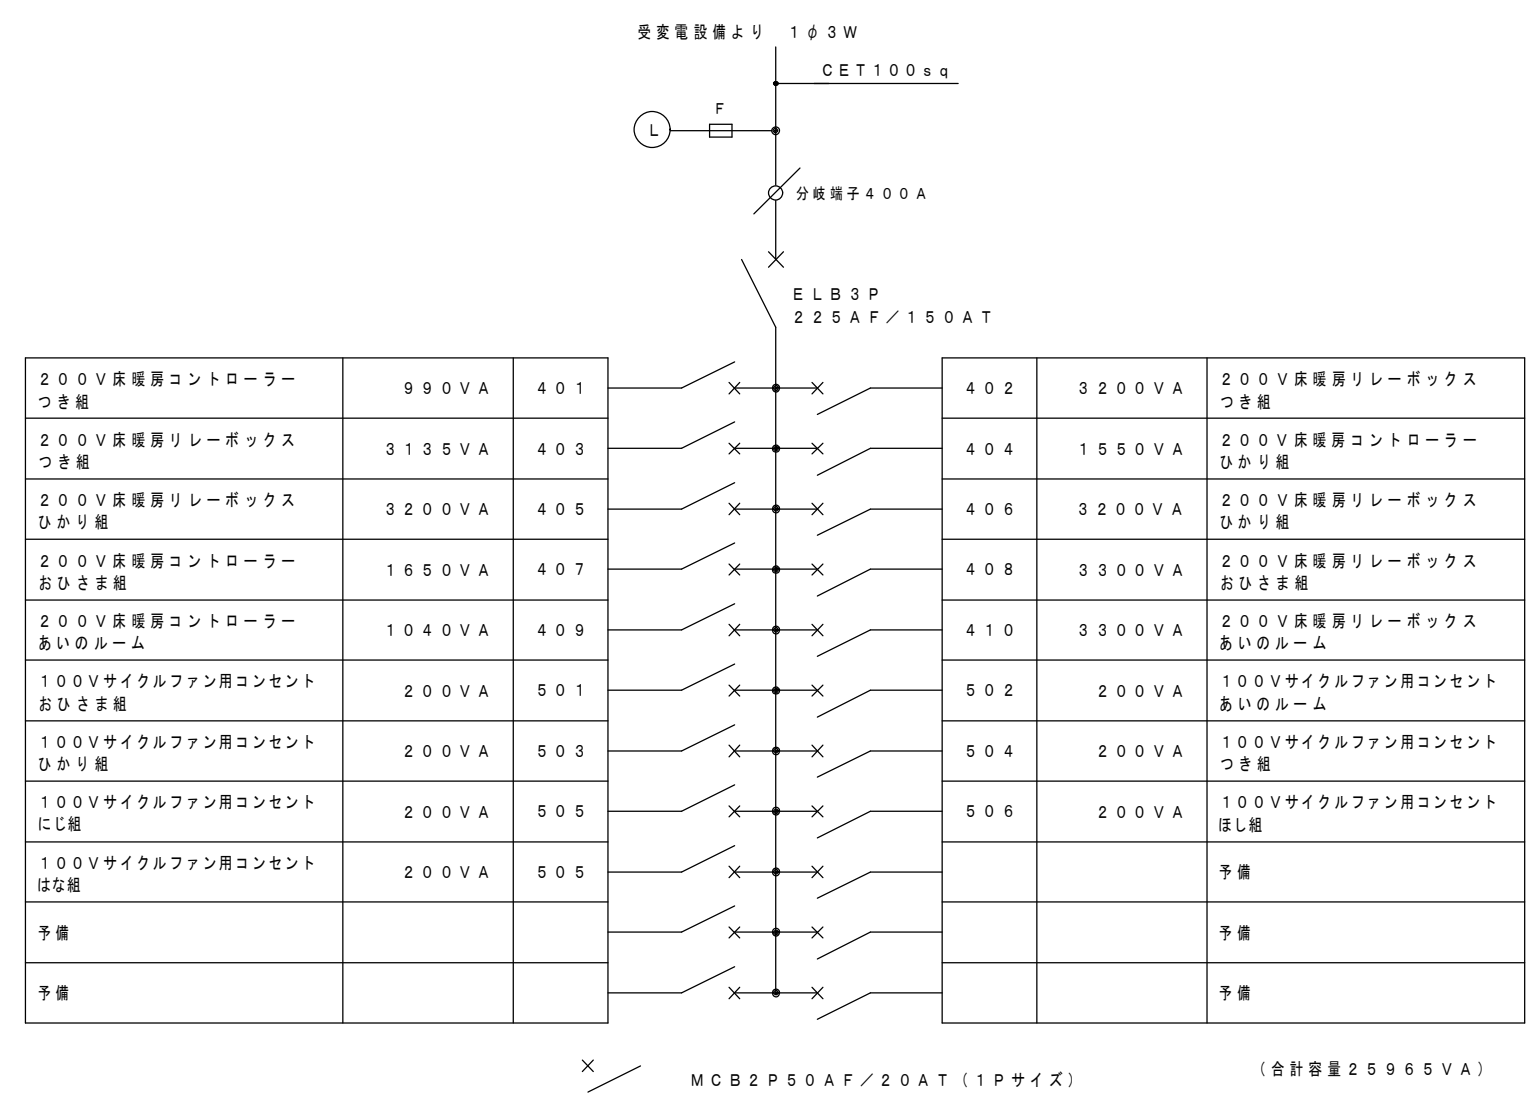 受変電設備より　１φ３Ｗ
ＣＥＴ１００ｓｑ
Ｆ
Ｌ
分岐端子４００Ａ
ＥＬＢ３Ｐ
２２５ＡＦ／１５０ＡＴ
２００Ｖ床暖房コントローラー
つき組
９９０ＶＡ
４０１
４０２
３２００ＶＡ
２００Ｖ床暖房リレーボックス
つき組
２００Ｖ床暖房リレーボックス
つき組
３１３５ＶＡ
４０３
４０４
１５５０ＶＡ
２００Ｖ床暖房コントローラー
ひかり組
２００Ｖ床暖房リレーボックス
ひかり組
３２００ＶＡ
４０５
４０６
３２００ＶＡ
２００Ｖ床暖房リレーボックス
ひかり組
２００Ｖ床暖房コントローラー
おひさま組
１６５０ＶＡ
４０７
４０８
３３００ＶＡ
２００Ｖ床暖房リレーボックス
おひさま組
２００Ｖ床暖房コントローラー
あいのルーム
１０４０ＶＡ
４０９
４１０
３３００ＶＡ
２００Ｖ床暖房リレーボックス
あいのルーム
１００Ｖサイクルファン用コンセント
おひさま組
２００ＶＡ
５０１
５０２
２００ＶＡ
１００Ｖサイクルファン用コンセント
あいのルーム
１００Ｖサイクルファン用コンセント
ひかり組
２００ＶＡ
５０３
５０４
２００ＶＡ
１００Ｖサイクルファン用コンセント
つき組
１００Ｖサイクルファン用コンセント
にじ組
２００ＶＡ
５０５
５０６
２００ＶＡ
１００Ｖサイクルファン用コンセント
ほし組
１００Ｖサイクルファン用コンセント
はな組
２００ＶＡ
５０５
予備
予備
予備
予備
予備
ＭＣＢ２Ｐ５０ＡＦ／２０ＡＴ（１Ｐサイズ）
（合計容量２５９６５ＶＡ）